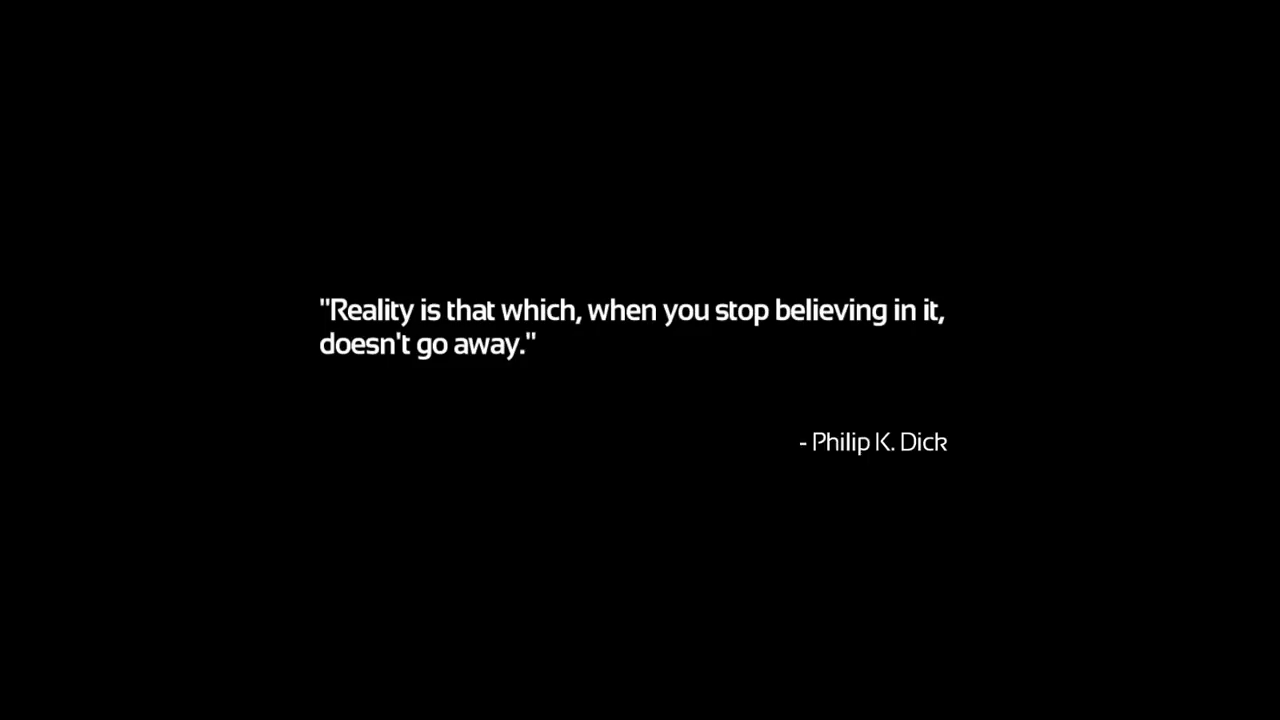 "Reality is that which, when you stop believing in it,
doesn't go away."
- Philip K. Dick